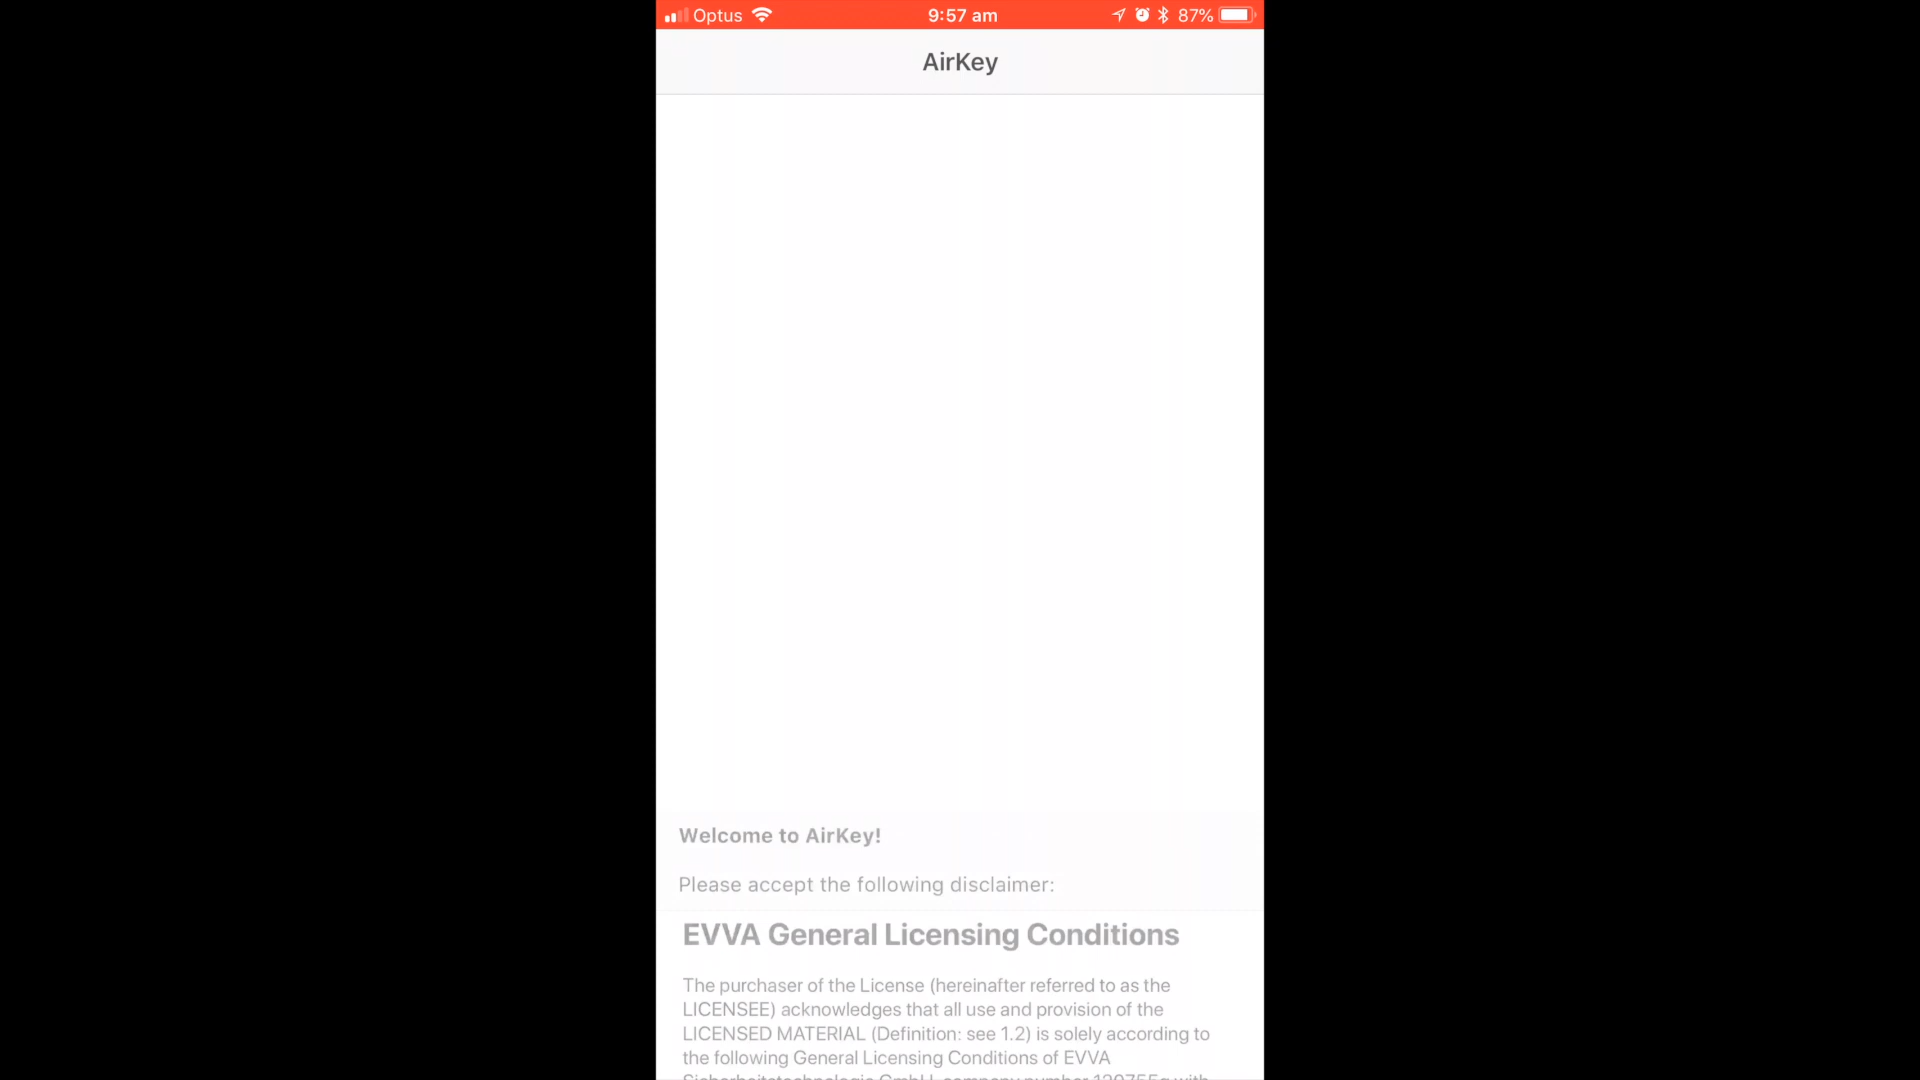 Optus 9:57 am 87%
AirKey
Welcome to AirKey!
Please accept the following disclaimer:
EVVA General Licensing Conditions
The purchaser of the License (hereinafter referred to as the
LICENSEE) acknowledges that all use and provision of the
LICENSED MATERIAL (Definition: see 1.2) is solely according to
the following General Licensing Conditions of EVVA